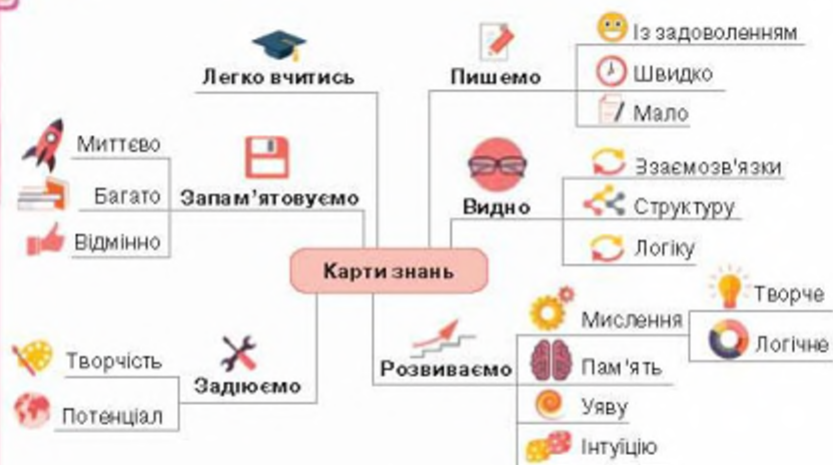 Легко вчитись
Пишемо
Із задоволенням
Швидко
Мало
Запам'ятовуємо
Миттєво
Багато
Відмінно
Видно
Взаємозв'язки
Структуру
Логіку
Карти знань
Задіюємо
Творчість
Потенціал
Розвиваємо
Мислення
Творче
Логічне
Пам'ять
Уяву
Інтуїцію